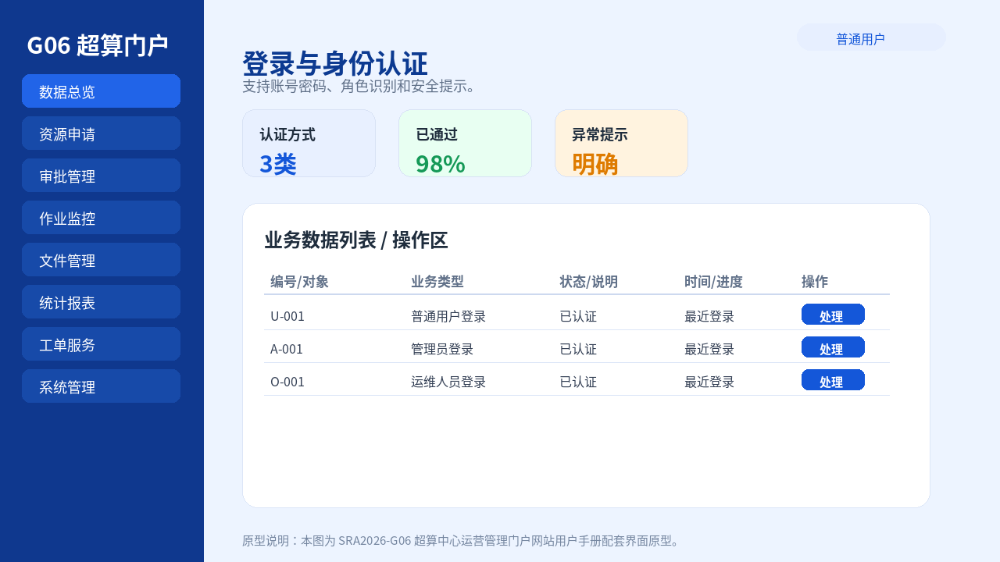 G06 超算门户
数据总览
资源申请
审批管理
作业监控
文件管理
统计报表
工单服务
系统管理
普通用户
登录与身份认证
支持账号密码、角色识别和安全提示。
认证方式
3类
已通过
98%
异常提示
明确
业务数据列表 / 操作区
编号/对象 业务类型 状态/说明 时间/进度 操作
U-001 普通用户登录 已认证 最近登录 处理
A-001 管理员登录 已认证 最近登录 处理
O-001 运维人员登录 已认证 最近登录 处理
原型说明：本图为 SRA2026-G06 超算中心运营管理门户网站用户手册配套界面原型。